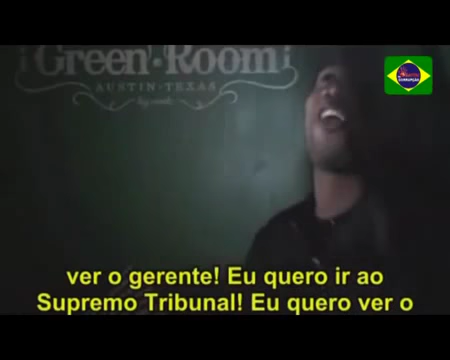 ¡Green Room!
AUSTIN·TEXAS
ver o gerente! Eu quero ir ao
Supremo Tribunal! Eu quero ver o